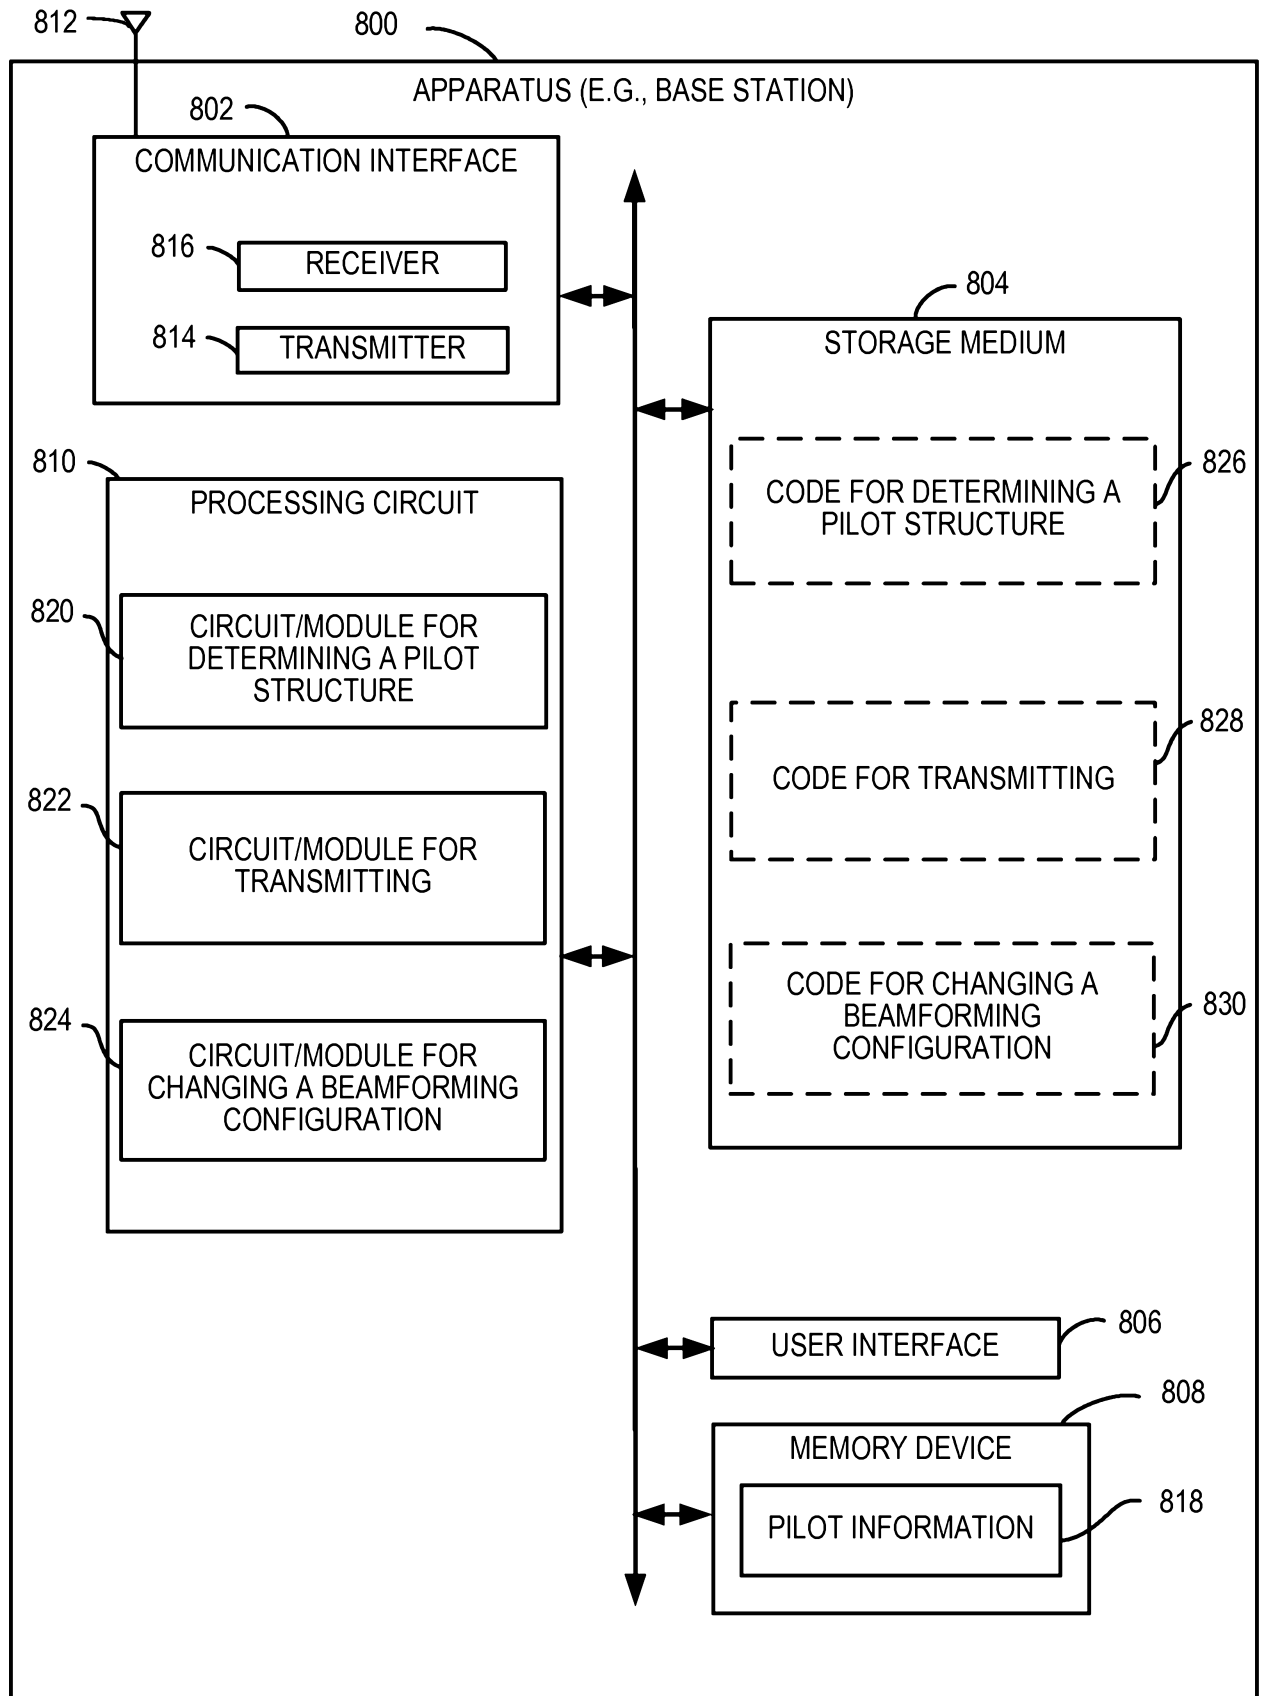 812
800
APPARATUS (E.G., BASE STATION)
802
COMMUNICATION INTERFACE
816
RECEIVER
814
TRANSMITTER
804
STORAGE MEDIUM
826
CODE FOR DETERMINING A
PILOT STRUCTURE
828
CODE FOR TRANSMITTING
830
CODE FOR CHANGING A
BEAMFORMING
CONFIGURATION
810
PROCESSING CIRCUIT
820
CIRCUIT/MODULE FOR
DETERMINING A PILOT
STRUCTURE
822
CIRCUIT/MODULE FOR
TRANSMITTING
824
CIRCUIT/MODULE FOR
CHANGING A BEAMFORMING
CONFIGURATION
806
USER INTERFACE
808
MEMORY DEVICE
818
PILOT INFORMATION